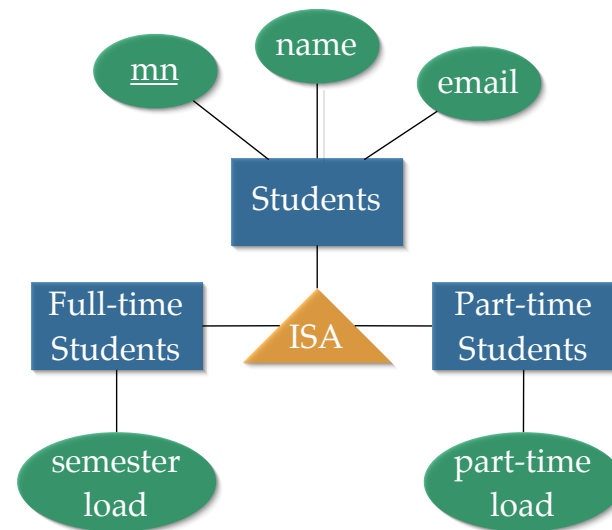 name
mn
email
Students
Full-time
Students
ISA
Part-time
Students
semester
load
part-time
load